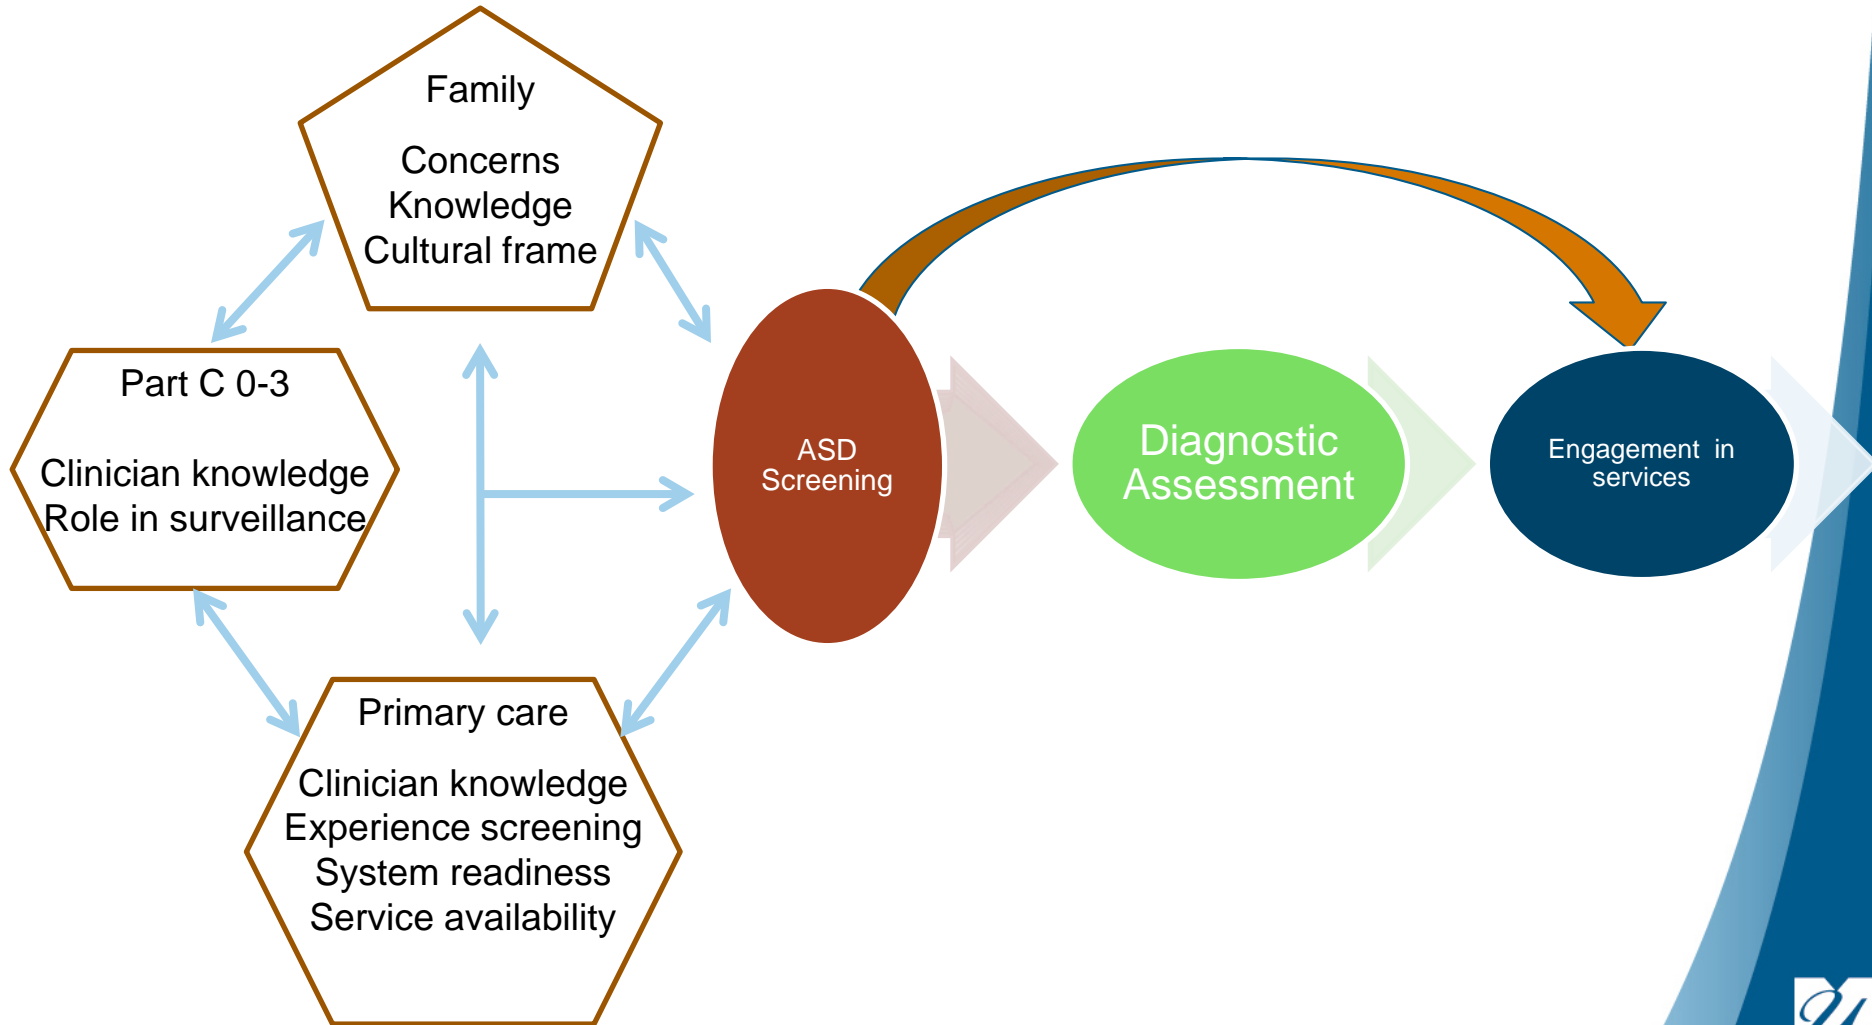 Family
Concerns
Knowledge
Cultural frame
Part C 0-3
Clinician knowledge
Role in surveillance
Primary care
Clinician knowledge
Experience screening
System readiness
Service availability
ASD
Screening
Diagnostic
Assessment
Engagement in
services